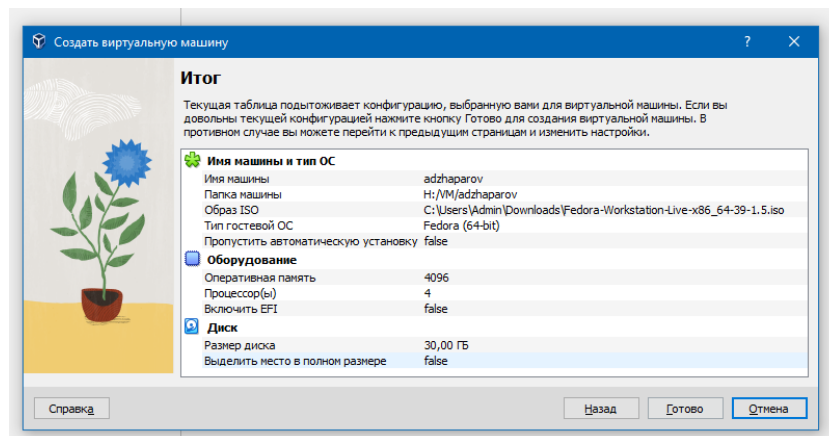 Создать виртуальную машину
Итог
Текущая таблица подытоживает конфигурацию, выбранную вами для виртуальной машины. Если вы
довольны текущей конфигурацией нажмите кнопку Готово для создания виртуальной машины. В
противном случае вы можете перейти к предыдущим страницам и изменить настройки.
Имя машины и тип ОС
Имя машины adzhaparov
Папка машины H:/VM/adzhaparov
Образ ISO C:\Users\Admin\Downloads\Fedora-Workstation-Live-x86_64-39-1.5.iso
Тип гостевой ОС Fedora (64-bit)
Пропустить автоматическую установку false
Оборудование
Оперативная память 4096
Процессор(ы) 4
Включить EFI false
Диск
Размер диска 30,00 ГБ
Выделить место в полном размере false
Справка Назад Готово Отмена